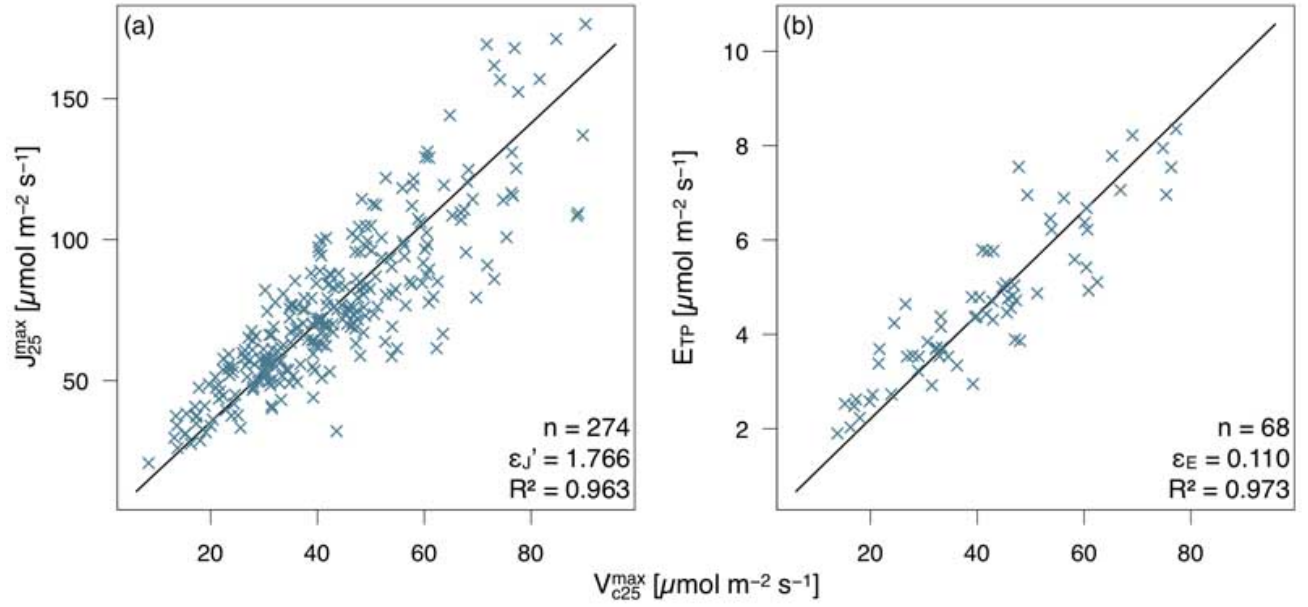 (a)
150
100
50
J25max [µmol m−2 s−1]
n = 274
εJ' = 1.766
R² = 0.963
20 40 60 80
(b)
10
8
6
4
2
ETP [µmol m−2 s−1]
n = 68
εE = 0.110
R² = 0.973
20 40 60 80
Vc25max [µmol m−2 s−1]